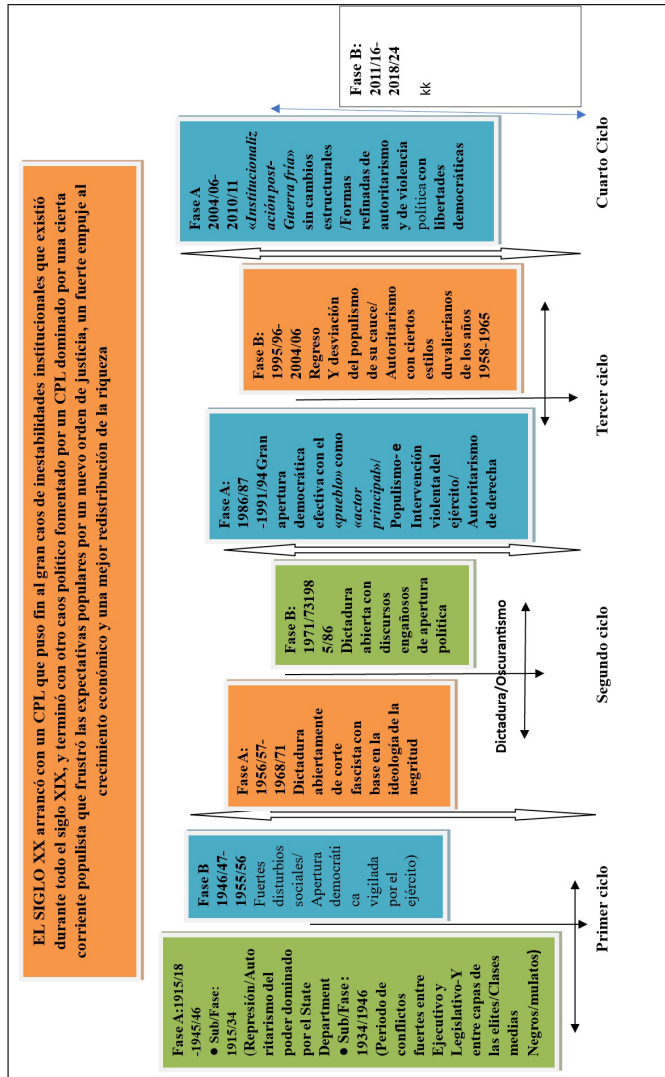 EL SIGLO XX arrancó con un CPL que puso fin al gran caos de inestabilidades institucionales que existió
durante todo el siglo XIX, y terminó con otro caos político fomentado por un CPL dominado por una cierta
corriente populista que frustró las expectativas populares por un nuevo orden de justicia, un fuerte empuje al
crecimiento económico y una mejor redistribución de la riqueza
Fase A:1915/18
-1945/46
● Sub/Fase:
1915/34
(Represión/Auto
ritarismo del
poder dominado
por el State
Department
● Sub/Fase :
1934/1946
(Periodo de
conflictos
fuertes entre
Ejecutivo y
Legislativo-Y
entre capas de
las elites/Clases
medias
Negros/mulatos)
Fase B
1946/47-
1955/56
Fuertes
disturbios
sociales/
Apertura
democráti
ca
vigilada
por el
ejército)
Primer ciclo
Fase A:
1956/57-
1968/71
Dictadura
abiertamente
de corte
fascista con
base en la
ideología de la
negritud
Fase B:
1971/73198
5/86
Dictadura
abierta con
discursos
engañosos
de apertura
política
Dictadura/Oscurantismo
Segundo ciclo
Fase A:
1986/87
-1991/94 Gran
apertura
democrática
efectiva con el
«pueblo» como
«actor
principal»/
Populismo- e
Intervención
violenta del
ejército/
Autoritarismo
de derecha
Fase B:
1995/96-
2004/06
Regreso
Y desviación
del populismo
de su cauce/
Autoritarismo
con ciertos
estilos
duvalierianos
de los años
1958-1965
Tercer ciclo
Fase A
2004/06-
2010/11
«Institucionaliz
ación post-
Guerra fría»
sin cambios
estructurales
/Formas
refinadas de
autoritarismo
y de violencia
política con
libertades
democráticas
Fase B:
2011/16-
2018/24
kk
Cuarto Ciclo